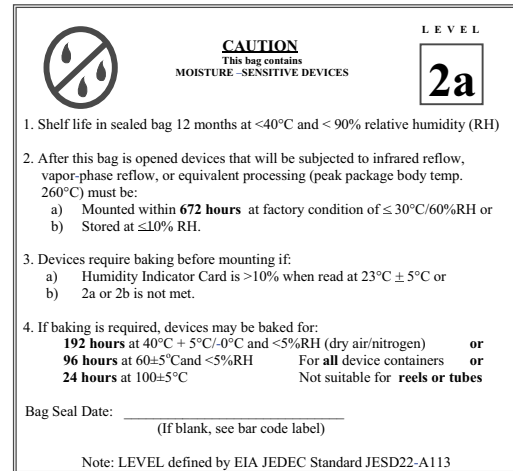 LEVEL
CAUTION
This bag contains
MOISTURE –SENSITIVE DEVICES
2a
1. Shelf life in sealed bag 12 months at <40°C and < 90% relative humidity (RH)
2. After this bag is opened devices that will be subjected to infrared reflow,
vapor-phase reflow, or equivalent processing (peak package body temp.
260°C) must be:
a) Mounted within 672 hours at factory condition of ≤ 30°C/60%RH or
b) Stored at ≤10% RH.
3. Devices require baking before mounting if:
a) Humidity Indicator Card is >10% when read at 23°C ± 5°C or
b) 2a or 2b is not met.
4. If baking is required, devices may be baked for:
192 hours at 40°C + 5°C/-0°C and <5%RH (dry air/nitrogen) or
96 hours at 60±5°Cand <5%RH For all device containers or
24 hours at 100±5°C Not suitable for reels or tubes
Bag Seal Date: ____________________________
(If blank, see bar code label)
Note: LEVEL defined by EIA JEDEC Standard JESD22-A113